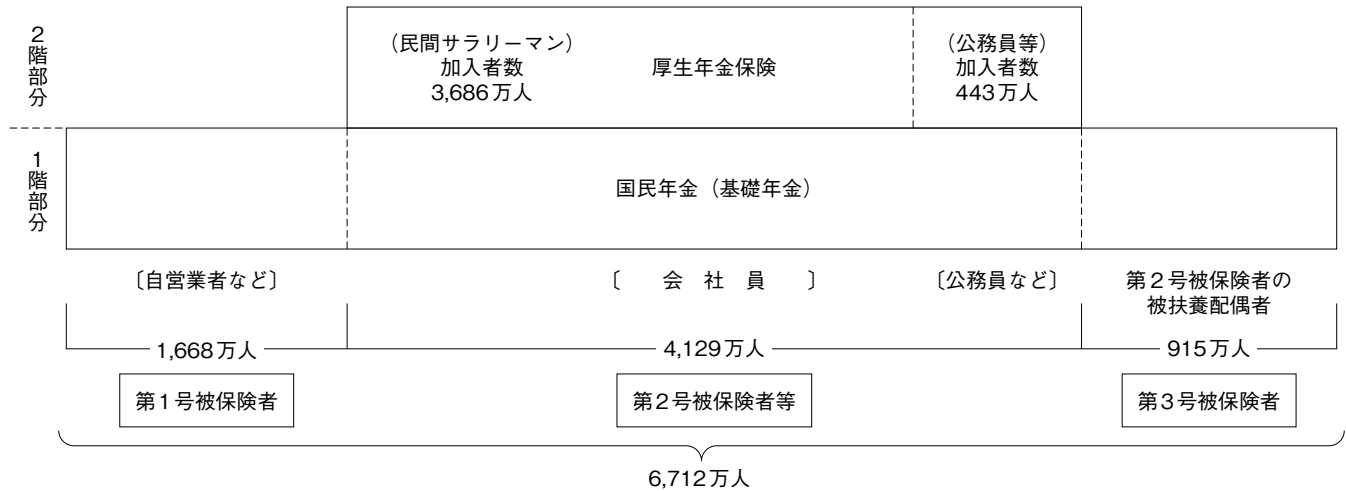 2階部分
(民間サラリーマン)
加入者数
3,686万人
厚生年金保険
(公務員等)
加入者数
443万人
1階部分
国民年金(基礎年金)
〔自営業者など〕
〔 会 社 員 〕
〔公務員など〕
第2号被保険者の
被扶養配偶者
1,668万人
4,129万人
915万人
第1号被保険者
第2号被保険者等
第3号被保険者
6,712万人